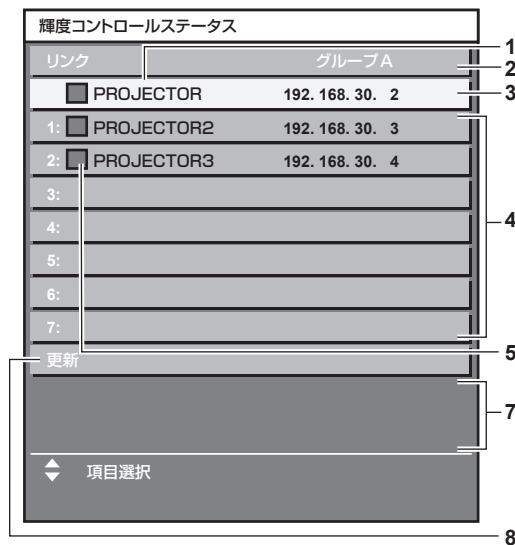 輝度コントロールステータス
リンク グループA
PROJECTOR 192. 168. 30. 2
1: PROJECTOR2 192. 168. 30. 3
2: PROJECTOR3 192. 168. 30. 4
3:
4:
5:
6:
7:
更新
項目選択
1
2
3
4
5
7
8